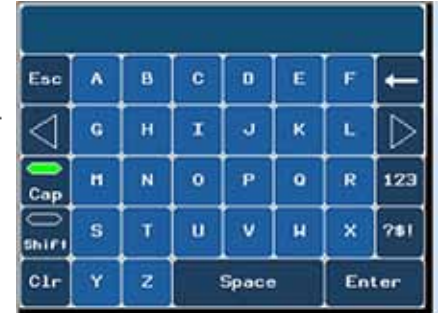 Esc A B C D E F
G H I J K L
Cap M N O P Q R 123
Shift S T U V W X ?$!
Clr Y Z Space Enter